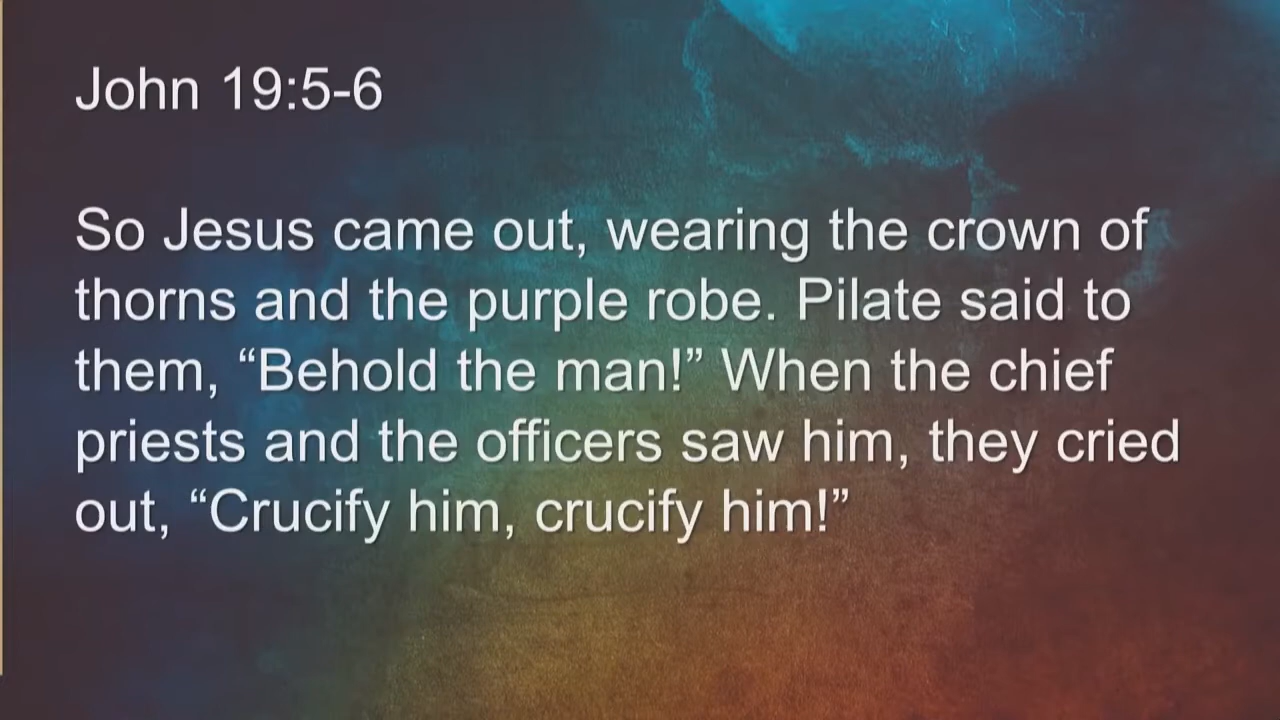 John 19:5-6
So Jesus came out, wearing the crown of
thorns and the purple robe. Pilate said to
them, “Behold the man!” When the chief
priests and the officers saw him, they cried
out, “Crucify him, crucify him!”